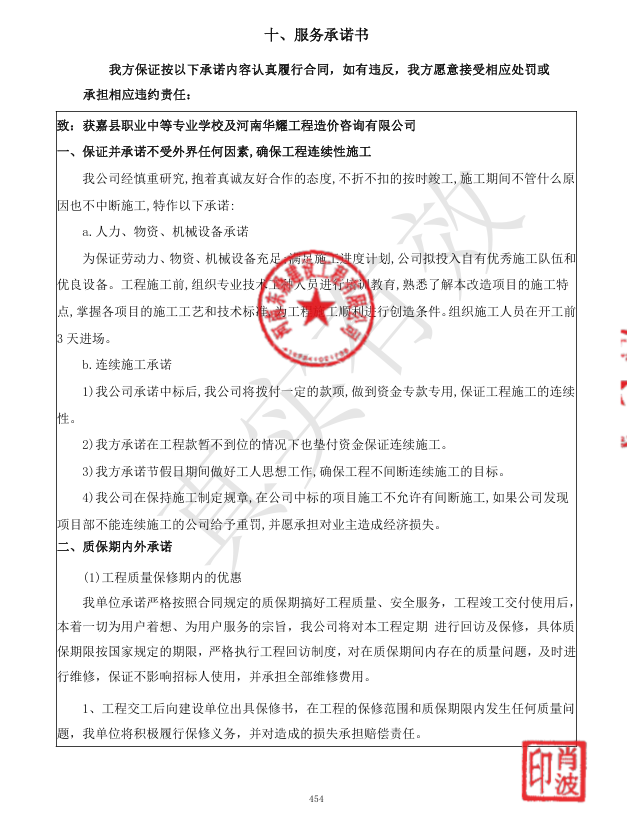 十、服务承诺书
我方保证按以下承诺内容认真履行合同，如有违反，我方愿意接受相应处罚或
承担相应违约责任：
致：获嘉县职业中等专业学校及河南华耀工程造价咨询有限公司
一、保证并承诺不受外界任何因素,确保工程连续性施工
我公司经慎重研究,抱着真诚友好合作的态度,不折不扣的按时竣工,施工期间不管什么原
因也不中断施工,特作以下承诺:
a.人力、物资、机械设备承诺
为保证劳动力、物资、机械设备充足,满足施工进度计划,公司拟投入自有优秀施工队伍和
优良设备。工程施工前,组织专业技术工种人员进行培训教育,熟悉了解本改造项目的施工特
点,掌握各项目的施工工艺和技术标准,为工程施工顺利进行创造条件。组织施工人员在开工前
3 天进场。
b.连续施工承诺
1)我公司承诺中标后,我公司将拨付一定的款项,做到资金专款专用,保证工程施工的连续
性。
2)我方承诺在工程款暂不到位的情况下也垫付资金保证连续施工。
3)我方承诺节假日期间做好工人思想工作,确保工程不间断连续施工的目标。
4)我公司在保持施工制定规章,在公司中标的项目施工不允许有间断施工,如果公司发现
项目部不能连续施工的公司给予重罚,并愿承担对业主造成经济损失。
二、质保期内外承诺
(1)工程质量保修期内的优惠
我单位承诺严格按照合同规定的质保期搞好工程质量、安全服务，工程竣工交付使用后，
本着一切为用户着想、为用户服务的宗旨，我公司将对本工程定期 进行回访及保修，具体质
保期限按国家规定的期限，严格执行工程回访制度，对在质保期间内存在的质量问题，及时进
行维修，保证不影响招标人使用，并承担全部维修费用。
1、工程交工后向建设单位出具保修书，在工程的保修范围和质保期限内发生任何质量问
题，我单位将积极履行保修义务，并对造成的损失承担赔偿责任。
真实有效
肖波印
454